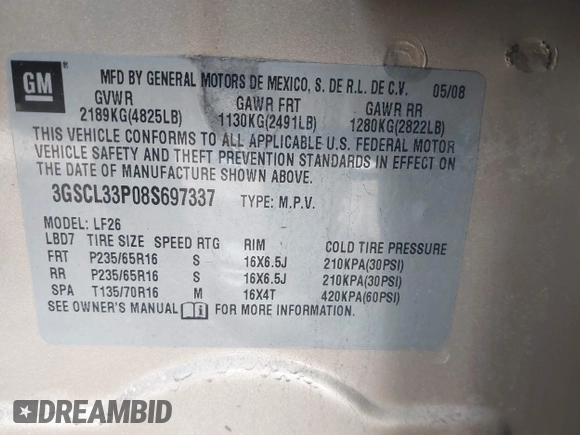 GM
MFD BY GENERAL MOTORS DE MEXICO, S. DE R.L. DE C.V. 05/08
GVWR GAWR FRT GAWR RR
2189KG(4825LB) 1130KG(2491LB) 1280KG(2822LB)
THIS VEHICLE CONFORMS TO ALL APPLICABLE U.S. FEDERAL MOTOR
VEHICLE SAFETY AND THEFT PREVENTION STANDARDS IN EFFECT ON
THE DATE OF MANUFACTURE SHOWN ABOVE.
3GSCL33P08S697337 TYPE: M.P.V.
MODEL: LF26
LBD7 TIRE SIZE SPEED RTG RIM COLD TIRE PRESSURE
FRT P235/65R16 S 16X6.5J 210KPA(30PSI)
RR P235/65R16 S 16X6.5J 210KPA(30PSI)
SPA T135/70R16 M 16X4T 420KPA(60PSI)
SEE OWNER'S MANUAL i FOR MORE INFORMATION.
DREAMBID